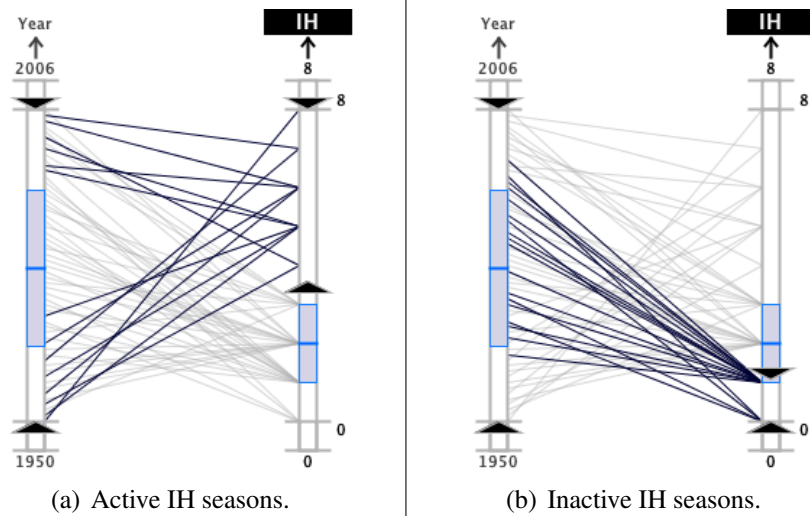 Year
IH
2006
8
8
0
1950
0
(a) Active IH seasons.
Year
IH
2006
8
8
0
1950
0
(b) Inactive IH seasons.